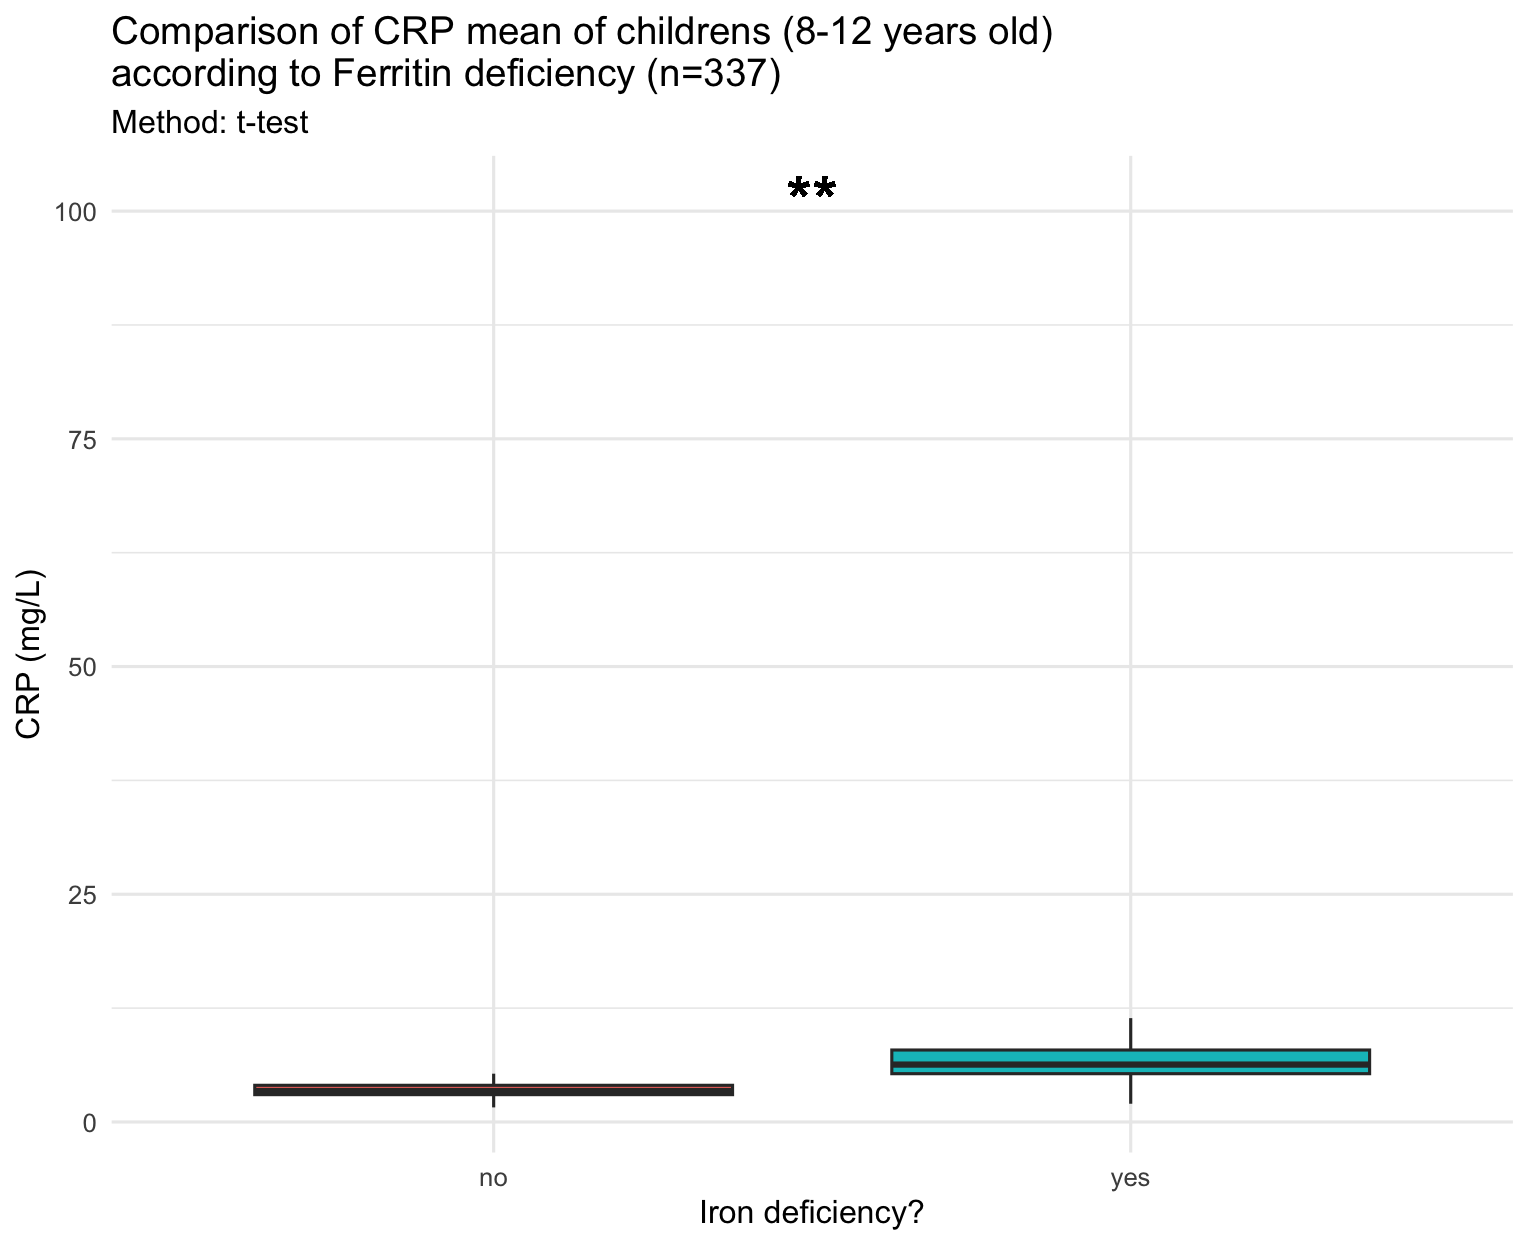 Comparison of CRP mean of childrens (8-12 years old)
according to Ferritin deficiency (n=337)
Method: t-test
**
100
75
50
25
0
CRP (mg/L)
no
yes
Iron deficiency?